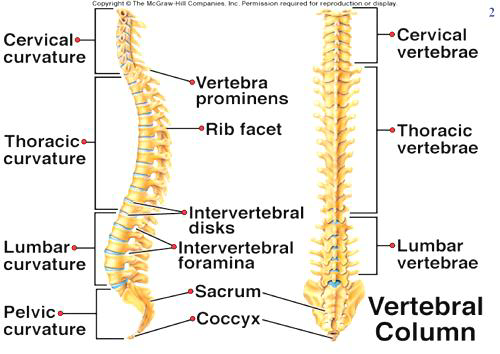 Copyright © The McGraw-Hill Companies, Inc. Permission required for reproduction or display.
2
Cervical
curvature
Cervical
vertebrae
Vertebra
prominens
Rib facet
Thoracic
curvature
Thoracic
vertebrae
Intervertebral
disks
Intervertebral
foramina
Lumbar
curvature
Lumbar
vertebrae
Sacrum
Coccyx
Pelvic
curvature
Vertebral
Column